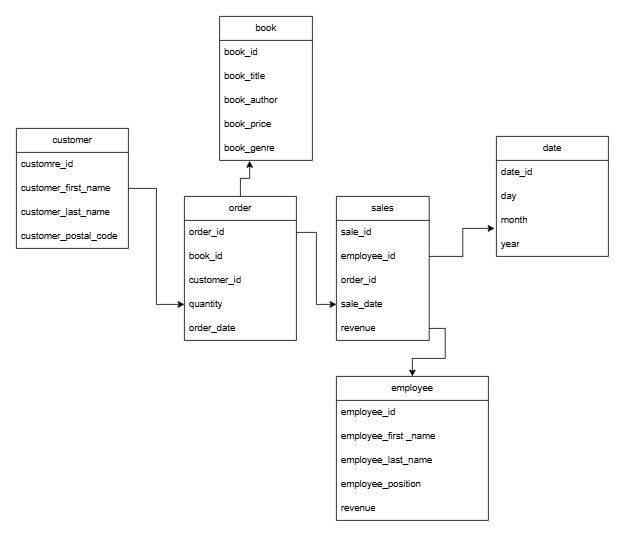 book
book_id
book_title
book_author
book_price
book_genre
customer
customre_id
customer_first_name
customer_last_name
customer_postal_code
order
order_id
book_id
customer_id
quantity
order_date
sales
sale_id
employee_id
order_id
sale_date
revenue
date
date_id
day
month
year
employee
employee_id
employee_first _name
employee_last_name
employee_position
revenue